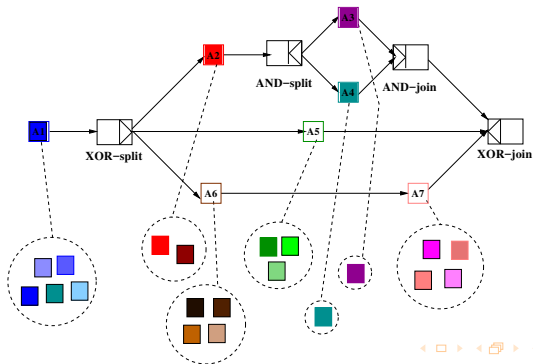 A3
A2
AND-split
A4
AND-join
A1
XOR-split
A5
XOR-join
A6
A7